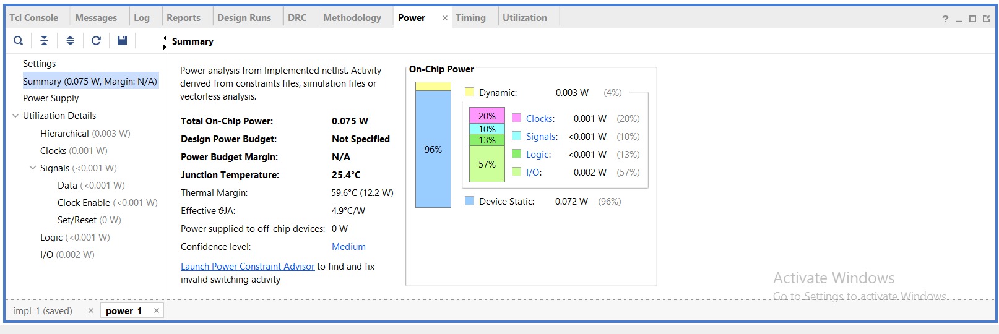 Tcl Console Messages Log Reports Design Runs DRC Methodology Power × Timing Utilization
?
Summary
Settings
Summary (0.075 W, Margin: N/A)
Power Supply
Utilization Details
Hierarchical (0.003 W)
Clocks (0.001 W)
Signals (<0.001 W)
Data (<0.001 W)
Clock Enable (<0.001 W)
Set/Reset (0 W)
Logic (<0.001 W)
I/O (0.002 W)
Power analysis from Implemented netlist. Activity
derived from constraints files, simulation files or
vectorless analysis.
Total On-Chip Power: 0.075 W
Design Power Budget: Not Specified
Power Budget Margin: N/A
Junction Temperature: 25.4°C
Thermal Margin: 59.6°C (12.2 W)
Effective ϑJA: 4.9°C/W
Power supplied to off-chip devices: 0 W
Confidence level: Medium
Launch Power Constraint Advisor to find and fix
invalid switching activity
On-Chip Power
96%
Dynamic: 0.003 W (4%)
20%
10%
13%
57%
Clocks: 0.001 W (20%)
Signals: <0.001 W (10%)
Logic: <0.001 W (13%)
I/O: 0.002 W (57%)
Device Static: 0.072 W (96%)
Activate Windows
Go to Settings to activate Windows.
impl_1 (saved) × power_1 ×